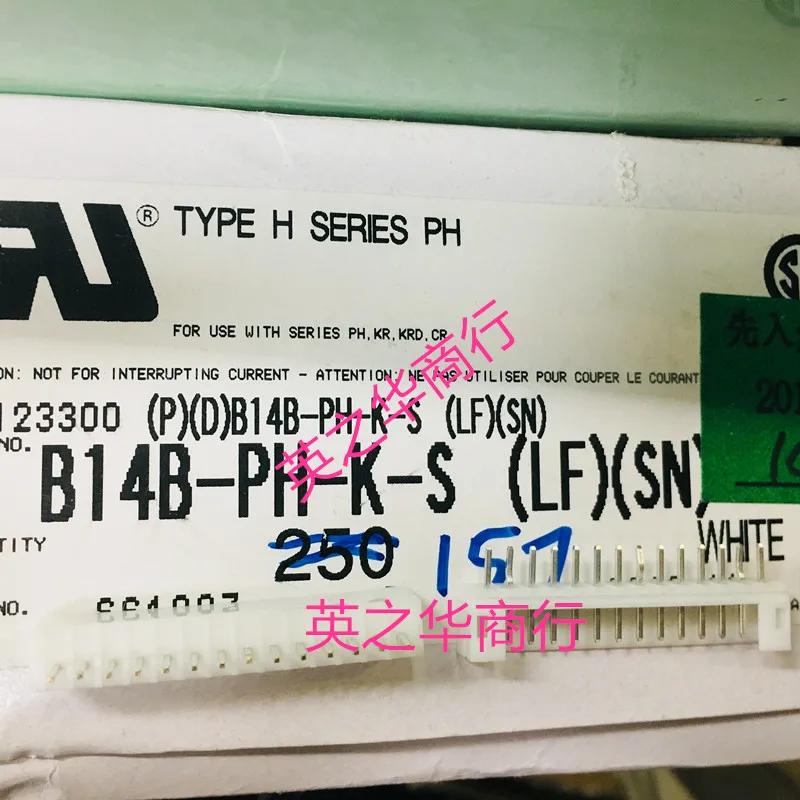 ® TYPE H SERIES PH
FOR USE WITH SERIES PH,KR,KRD,CR
ON: NOT FOR INTERRUPTING CURRENT - ATTENTION: NE PAS UTILISER POUR COUPER LE COURANT
先入
201
英之华商行
123300 (P)(D)B14B-PH-K-S (LF)(SN)
NO.
B14B-PH-K-S (LF)(SN)
TITY
250
WHITE
NO.
英之华商行